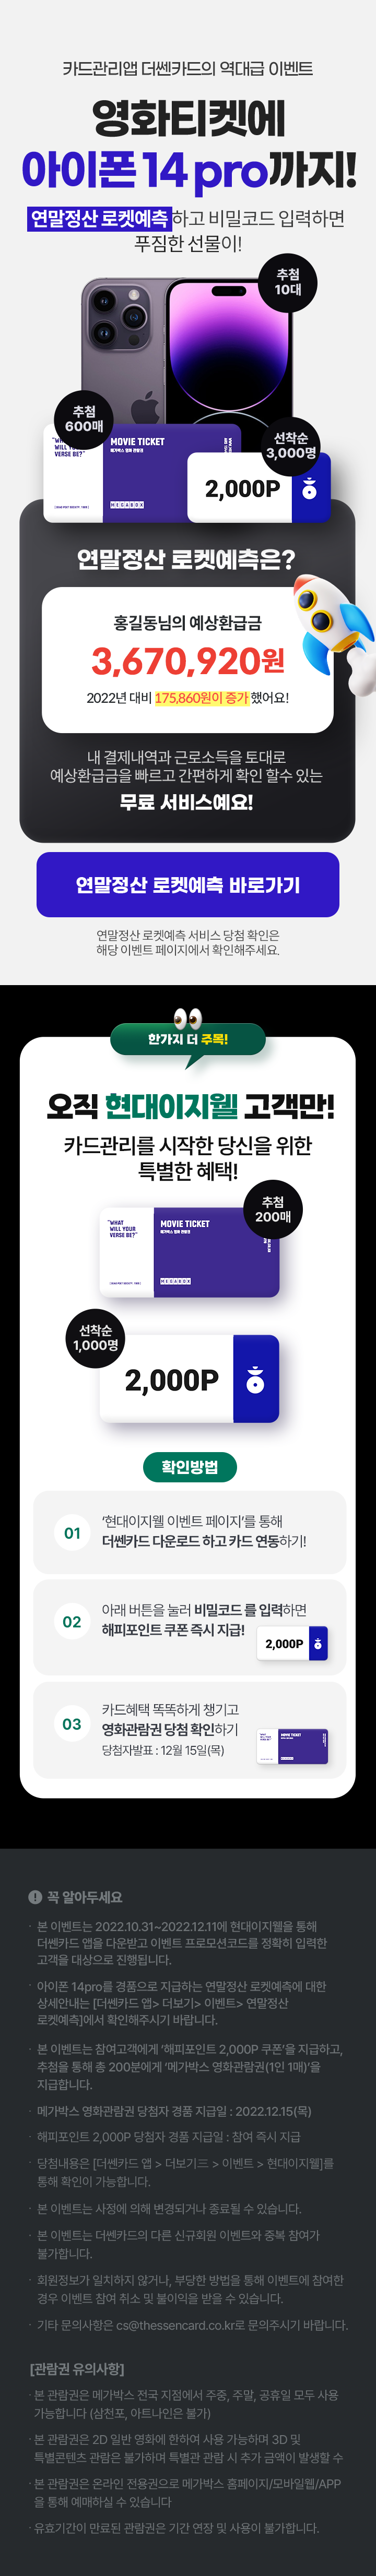 카드관리앱 더쎈카드의 역대급 이벤트
영화티켓에
아이폰 14 pro까지!
연말정산 로켓예측하고 비밀코드 입력하면
푸짐한 선물이!
추첨
10대
추첨
600매
선착순
3,000명
MOVIE TICKET
메가박스 영화 관람권
MEGABOX
2,000P
연말정산 로켓예측은?
홍길동님의 예상환급금
3,670,920원
2022년 대비 175,860원이 증가했어요!
내 결제내역과 근로소득을 토대로
예상환급금을 빠르고 간편하게 확인 할수 있는
무료 서비스예요!
연말정산 로켓예측 바로가기
연말정산 로켓예측 서비스 당첨 확인은
해당 이벤트 페이지에서 확인해주세요.
한가지 더 주목!
오직 현대이지웰 고객만!
카드관리를 시작한 당신을 위한
특별한 혜택!
추첨
200매
"WHAT
WILL YOUR
VERSE BE?"
MOVIE TICKET
메가박스 영화 관람권
MEGABOX
선착순
1,000명
2,000P
확인방법
01
'현대이지웰 이벤트 페이지'를 통해
더쎈카드 다운로드 하고 카드 연동하기!
02
아래 버튼을 눌러 비밀코드 를 입력하면
해피포인트 쿠폰 즉시 지급!
2,000P
03
카드혜택 똑똑하게 챙기고
영화관람권 당첨 확인하기
당첨자발표 : 12월 15일(목)
MOVIE TICKET
! 꼭 알아두세요
· 본 이벤트는 2022.10.31~2022.12.11에 현대이지웰을 통해
더쎈카드 앱을 다운받고 이벤트 프로모션코드를 정확히 입력한
고객을 대상으로 진행됩니다.
· 아이폰 14pro를 경품으로 지급하는 연말정산 로켓예측에 대한
상세안내는 [더쎈카드 앱> 더보기> 이벤트> 연말정산
로켓예측]에서 확인해주시기 바랍니다.
· 본 이벤트는 참여고객에게 '해피포인트 2,000P 쿠폰'을 지급하고,
추첨을 통해 총 200분에게 '메가박스 영화관람권(1인 1매)'을
지급합니다.
· 메가박스 영화관람권 당첨자 경품 지급일 : 2022.12.15(목)
· 해피포인트 2,000P 당첨자 경품 지급일 : 참여 즉시 지급
· 당첨내용은 [더쎈카드 앱 > 더보기☰ > 이벤트 > 현대이지웰]를
통해 확인이 가능합니다.
· 본 이벤트는 사정에 의해 변경되거나 종료될 수 있습니다.
· 본 이벤트는 더쎈카드의 다른 신규회원 이벤트와 중복 참여가
불가합니다.
· 회원정보가 일치하지 않거나, 부당한 방법을 통해 이벤트에 참여한
경우 이벤트 참여 취소 및 불이익을 받을 수 있습니다.
· 기타 문의사항은 cs@thessencard.co.kr로 문의주시기 바랍니다.
[관람권 유의사항]
· 본 관람권은 메가박스 전국 지점에서 주중, 주말, 공휴일 모두 사용
가능합니다 (삼천포, 아트나인은 불가)
· 본 관람권은 2D 일반 영화에 한하여 사용 가능하며 3D 및
특별콘텐츠 관람은 불가하며 특별관 관람 시 추가 금액이 발생할 수
· 본 관람권은 온라인 전용권으로 메가박스 홈페이지/모바일웹/APP
을 통해 예매하실 수 있습니다
· 유효기간이 만료된 관람권은 기간 연장 및 사용이 불가합니다.